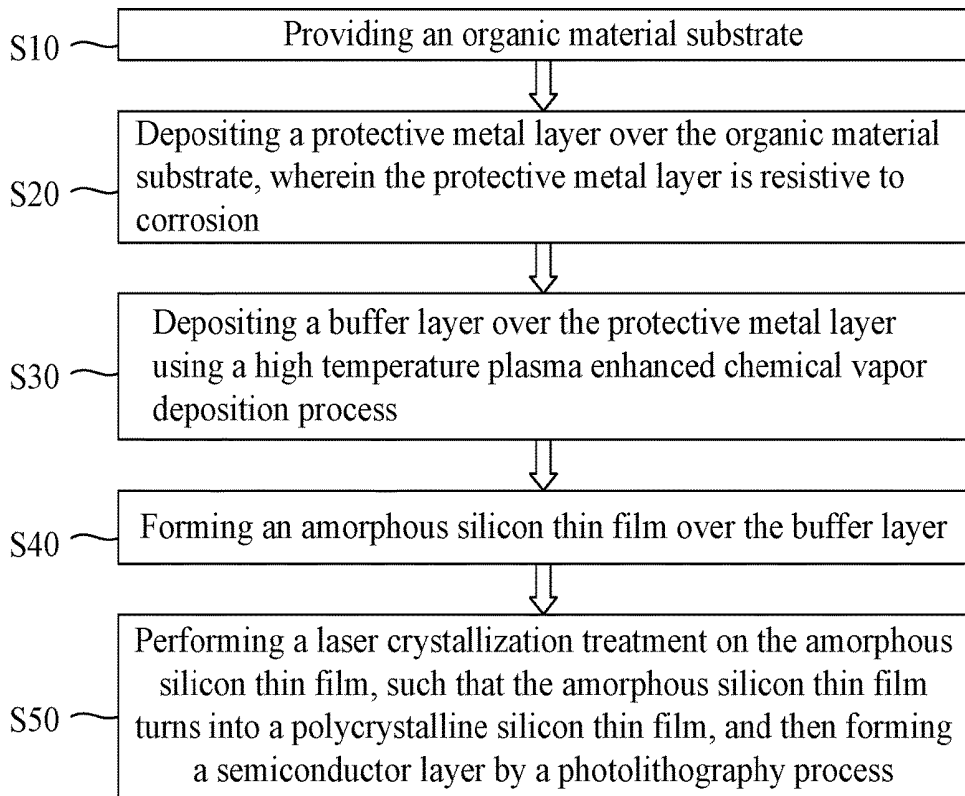 S10
Providing an organic material substrate
S20
Depositing a protective metal layer over the organic material
substrate, wherein the protective metal layer is resistive to
corrosion
S30
Depositing a buffer layer over the protective metal layer
using a high temperature plasma enhanced chemical vapor
deposition process
S40
Forming an amorphous silicon thin film over the buffer layer
S50
Performing a laser crystallization treatment on the amorphous
silicon thin film, such that the amorphous silicon thin film
turns into a polycrystalline silicon thin film, and then forming
a semiconductor layer by a photolithography process